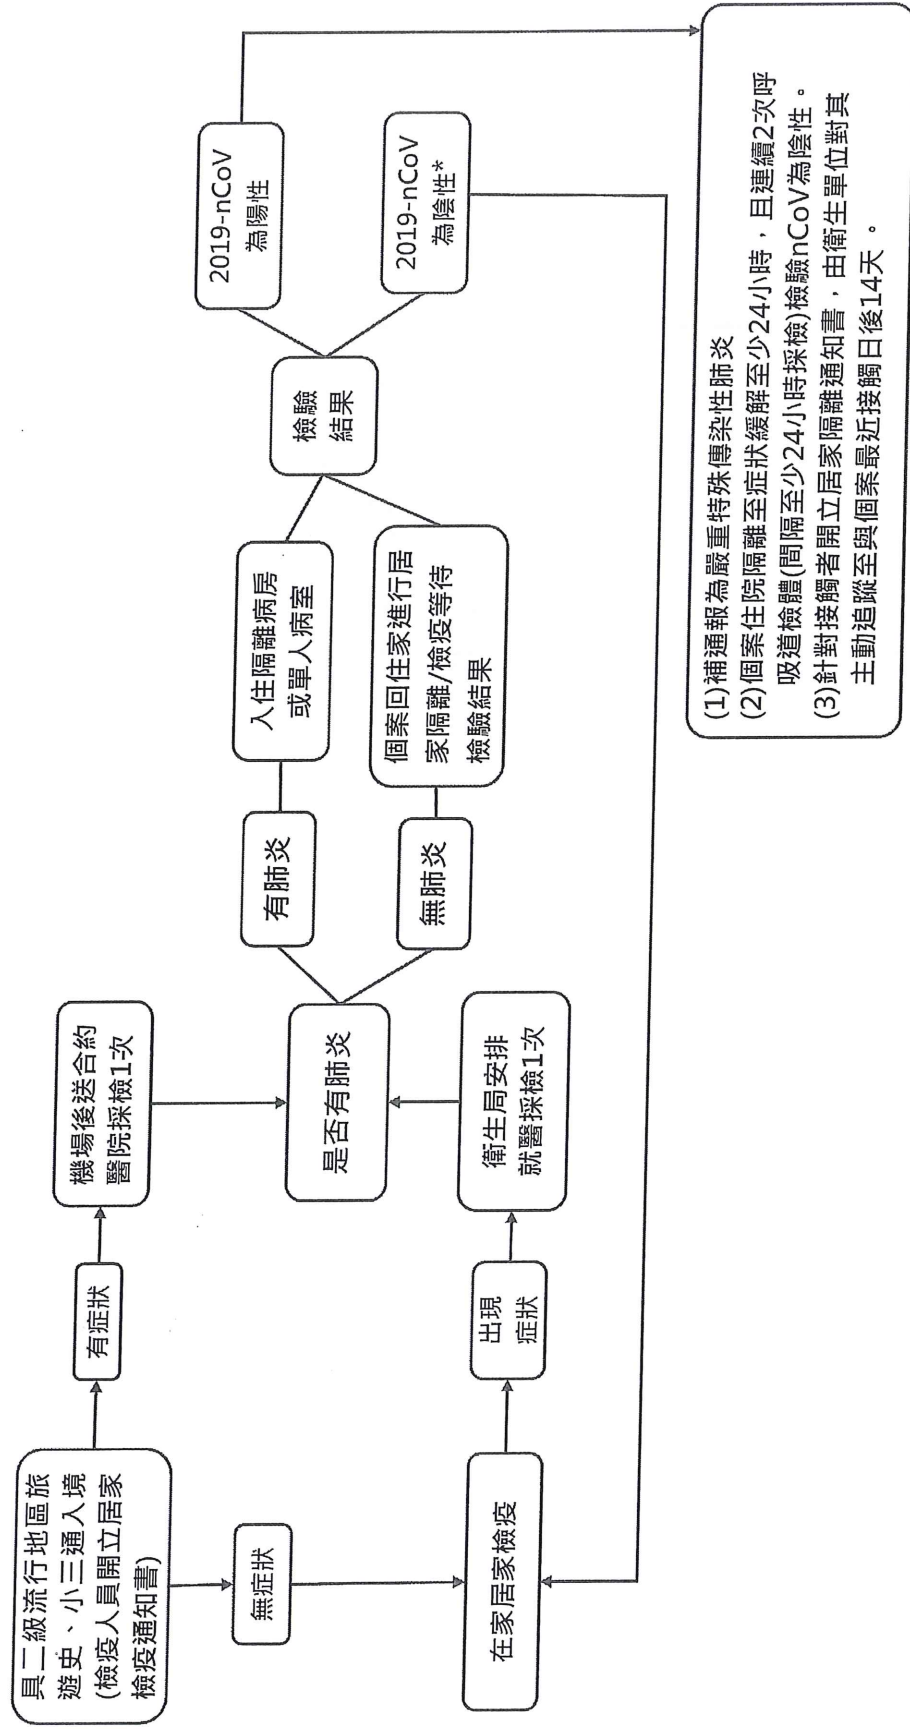 具二級流行地區旅
遊史、小三通入境
(檢疫人員開立居家
檢疫通知書)
有症狀
機場後送合約
醫院採檢1次
無症狀
在家居家檢疫
出現
症狀
衛生局安排
就醫採檢1次
是否有肺炎
有肺炎
入住隔離病房
或單人病室
無肺炎
個案回住家進行居
家隔離/檢疫等待
檢驗結果
檢驗
結果
2019-nCoV
為陽性
2019-nCoV
為陰性*
(1)補通報為嚴重特殊傳染性肺炎
(2)個案住院隔離至症狀緩解至少24小時，且連續2次呼
吸道檢體(間隔至少24小時採檢)檢驗nCoV為陰性。
(3)針對接觸者開立居家隔離通知書，由衛生單位對其
主動追蹤至與個案最近接觸日後14天。